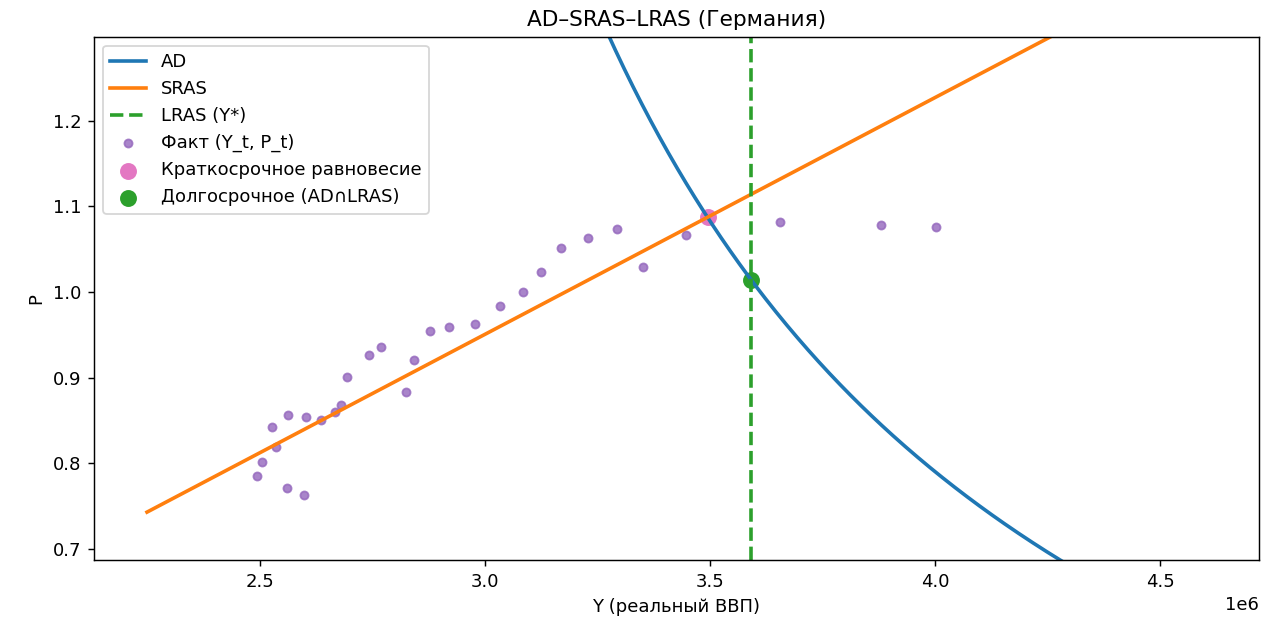 AD–SRAS–LRAS (Германия)
AD
SRAS
LRAS (Y*)
Факт (Y_t, P_t)
Краткосрочное равновесие
Долгосрочное (AD∩LRAS)
P
1.2
1.1
1.0
0.9
0.8
0.7
2.5 3.0 3.5 4.0 4.5
1e6
Y (реальный ВВП)